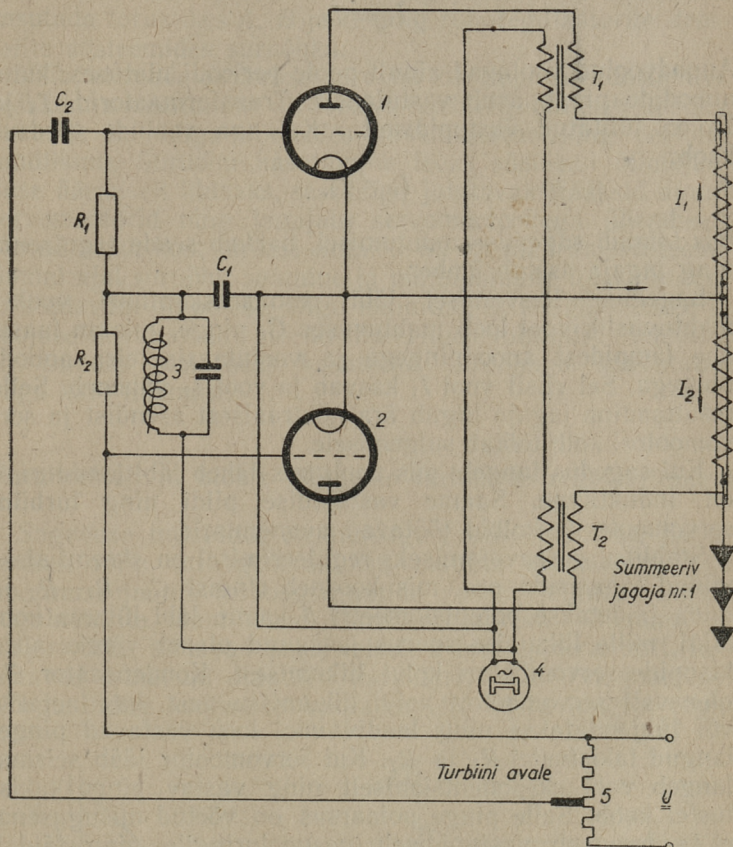 T₁
C₂
1
R₁
I₁
C₁
R₂
3
I₂
2
T₂
Summeeriv
jagaja nr.1
~
4
Turbiini avale
5
U